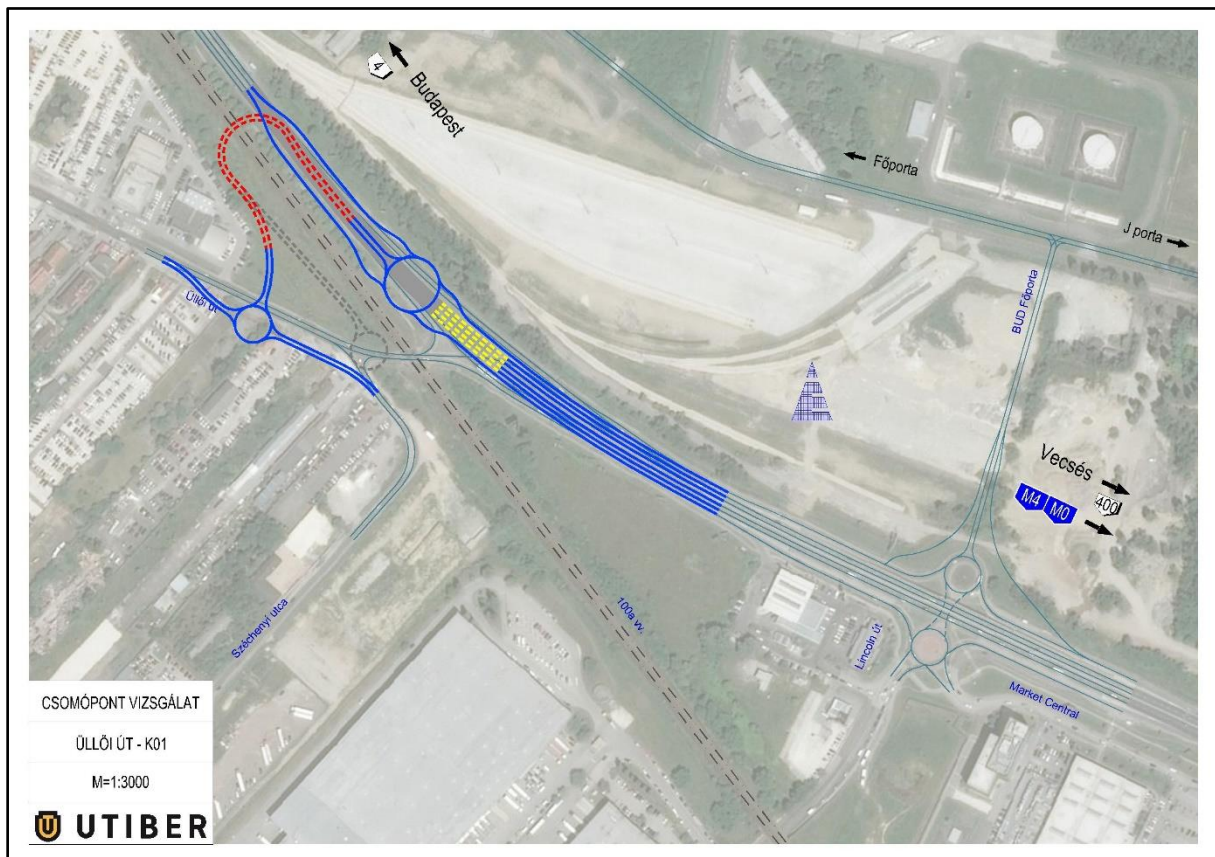 4
Budapest
Főporta
J porta
BUD Főporta
Üllői út
Vecsés
M4
M0
400
Széchenyi utca
100a vv.
Lincoln út
Market Central
CSOMÓPONT VIZSGÁLAT
ÜLLŐI ÚT - K01
M=1:3000
UTIBER